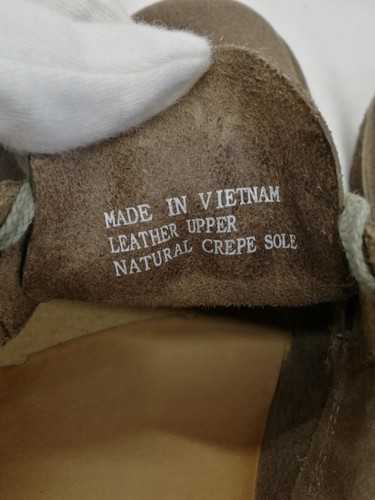 MADE IN VIETNAM
LEATHER UPPER
NATURAL CREPE SOLE